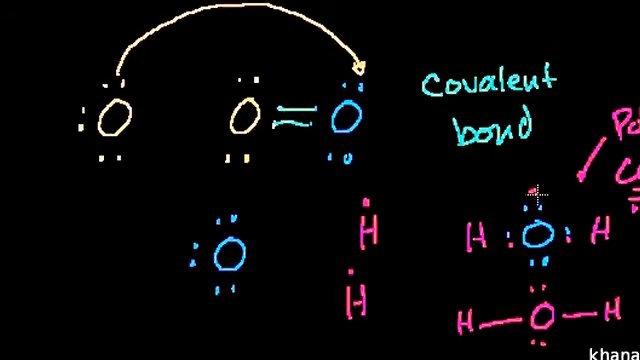 O O = O
Covalent
bond
O H H : O : H
H
H — O — H
khana